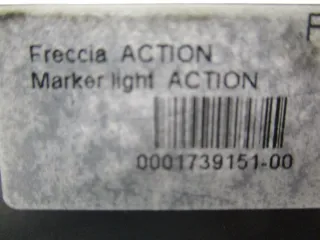 F
Freccia ACTION
Marker light ACTION
0001739151-00